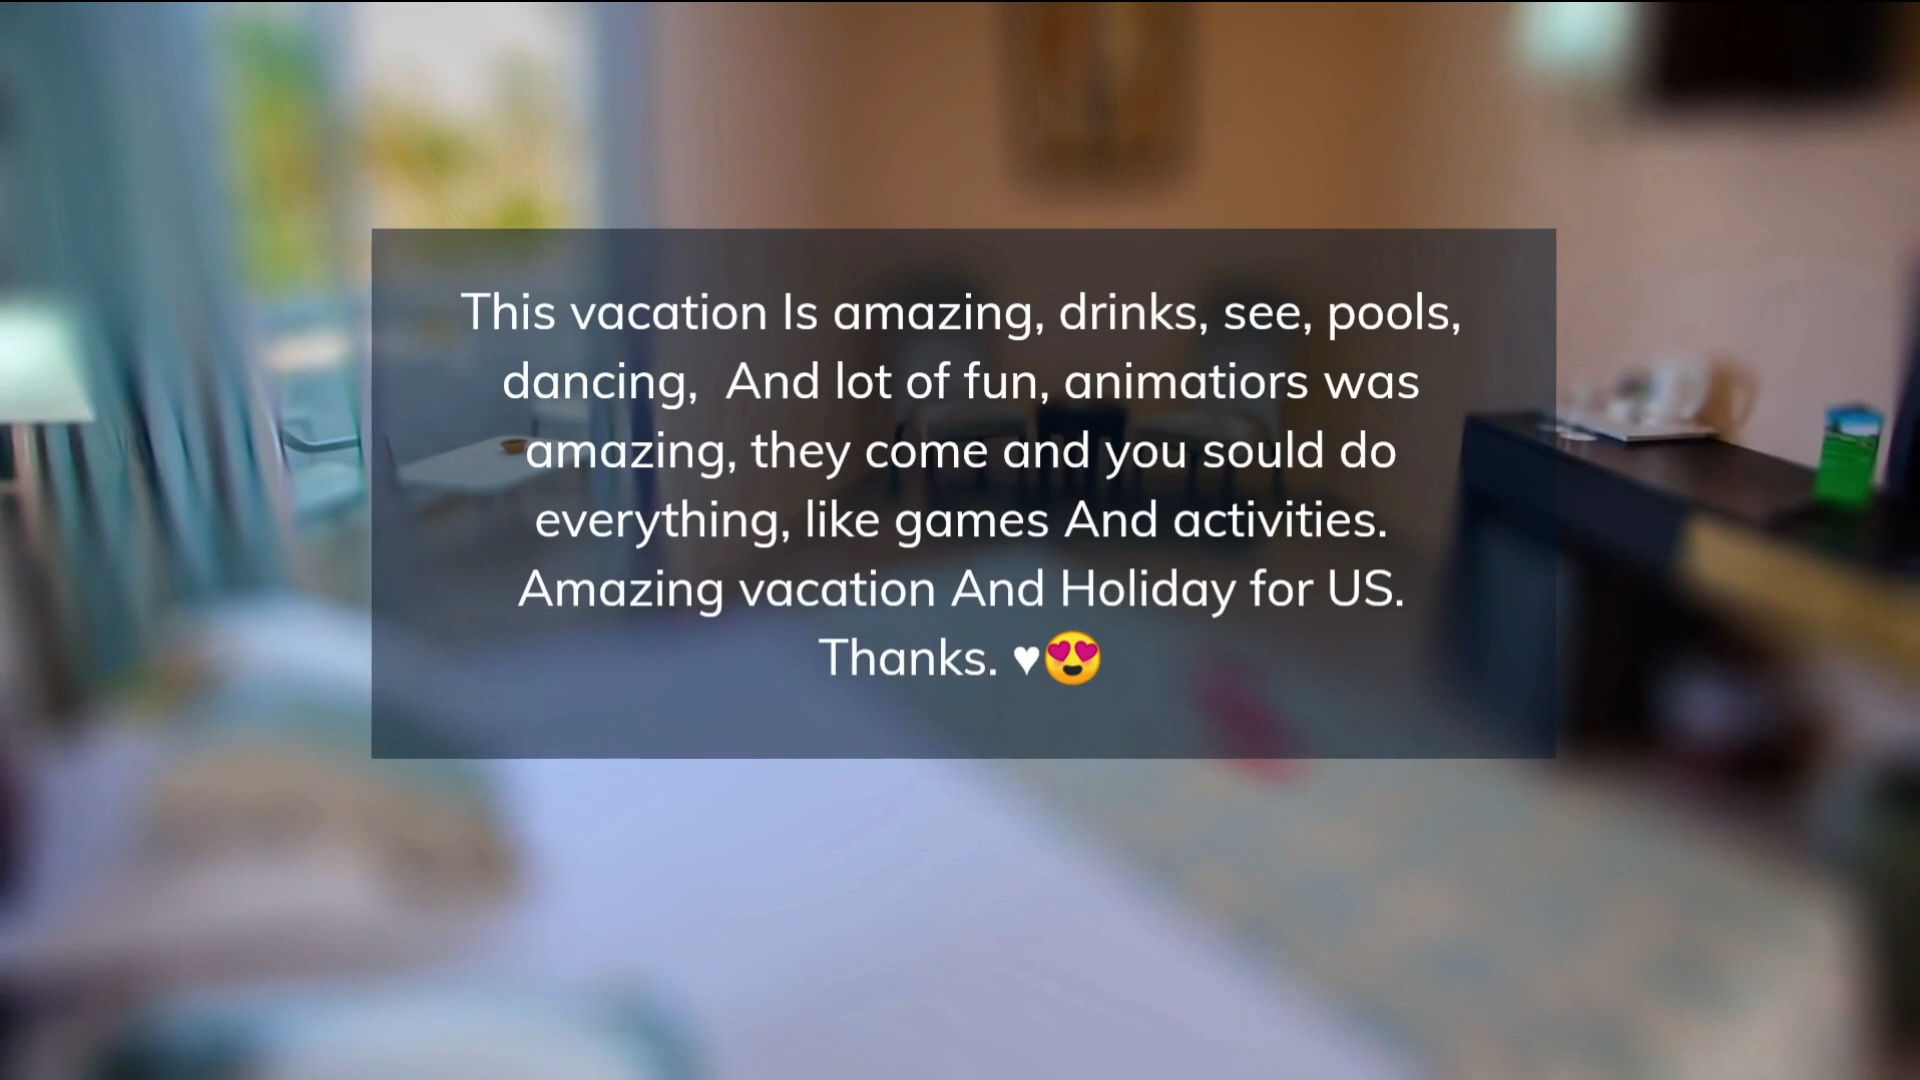 This vacation Is amazing, drinks, see, pools,
dancing,  And lot of fun, animatiors was
amazing, they come and you sould do
everything, like games And activities.
Amazing vacation And Holiday for US.
Thanks. ♥😍